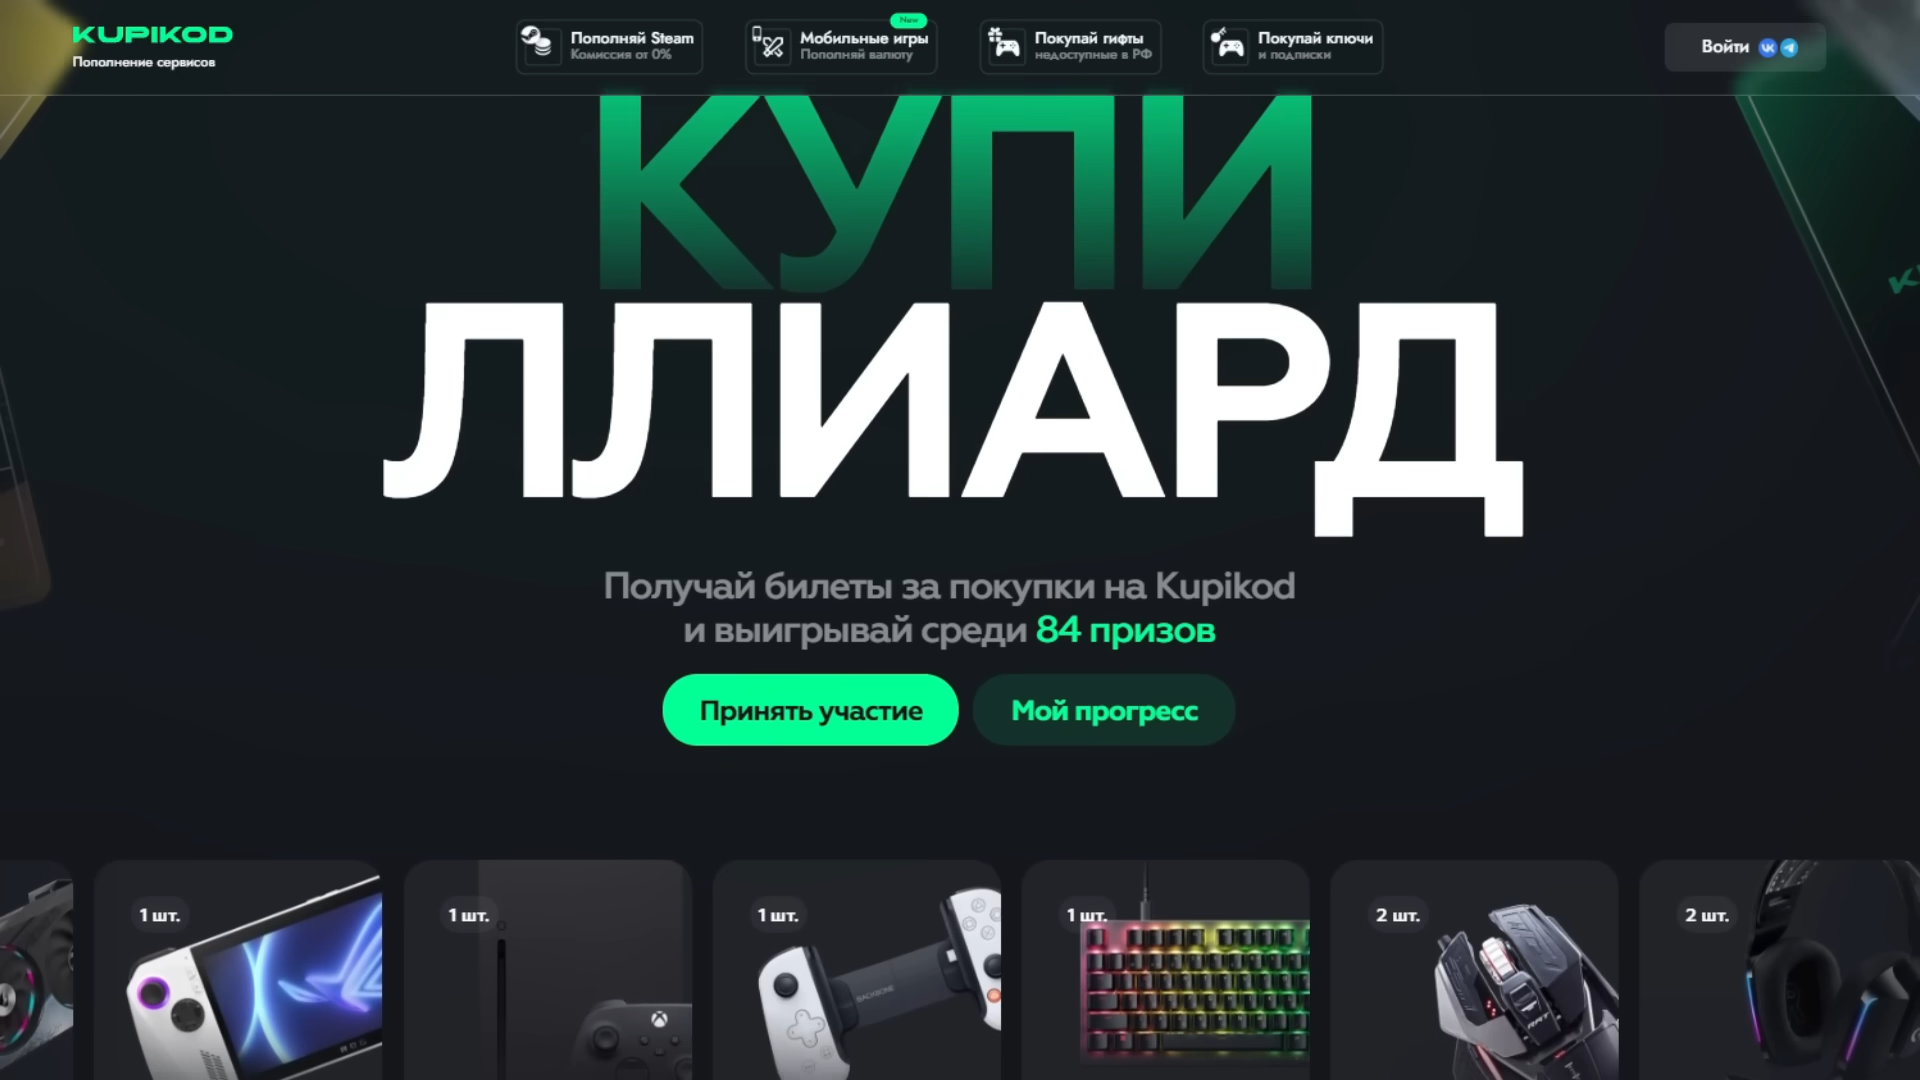 KUPIKOD
Пополнение сервисов
Пополняй Steam
Комиссия от 0%
New
Мобильные игры
Пополняй валюту
Покупай гифты
недоступные в РФ
Покупай ключи
и подписки
Войти
КУПИ
ЛЛИАРД
Получай билеты за покупки на Kupikod
и выигрывай среди 84 призов
Принять участие
Мой прогресс
1 шт.
1 шт.
1 шт.
1 шт.
2 шт.
2 шт.
BACKBONE